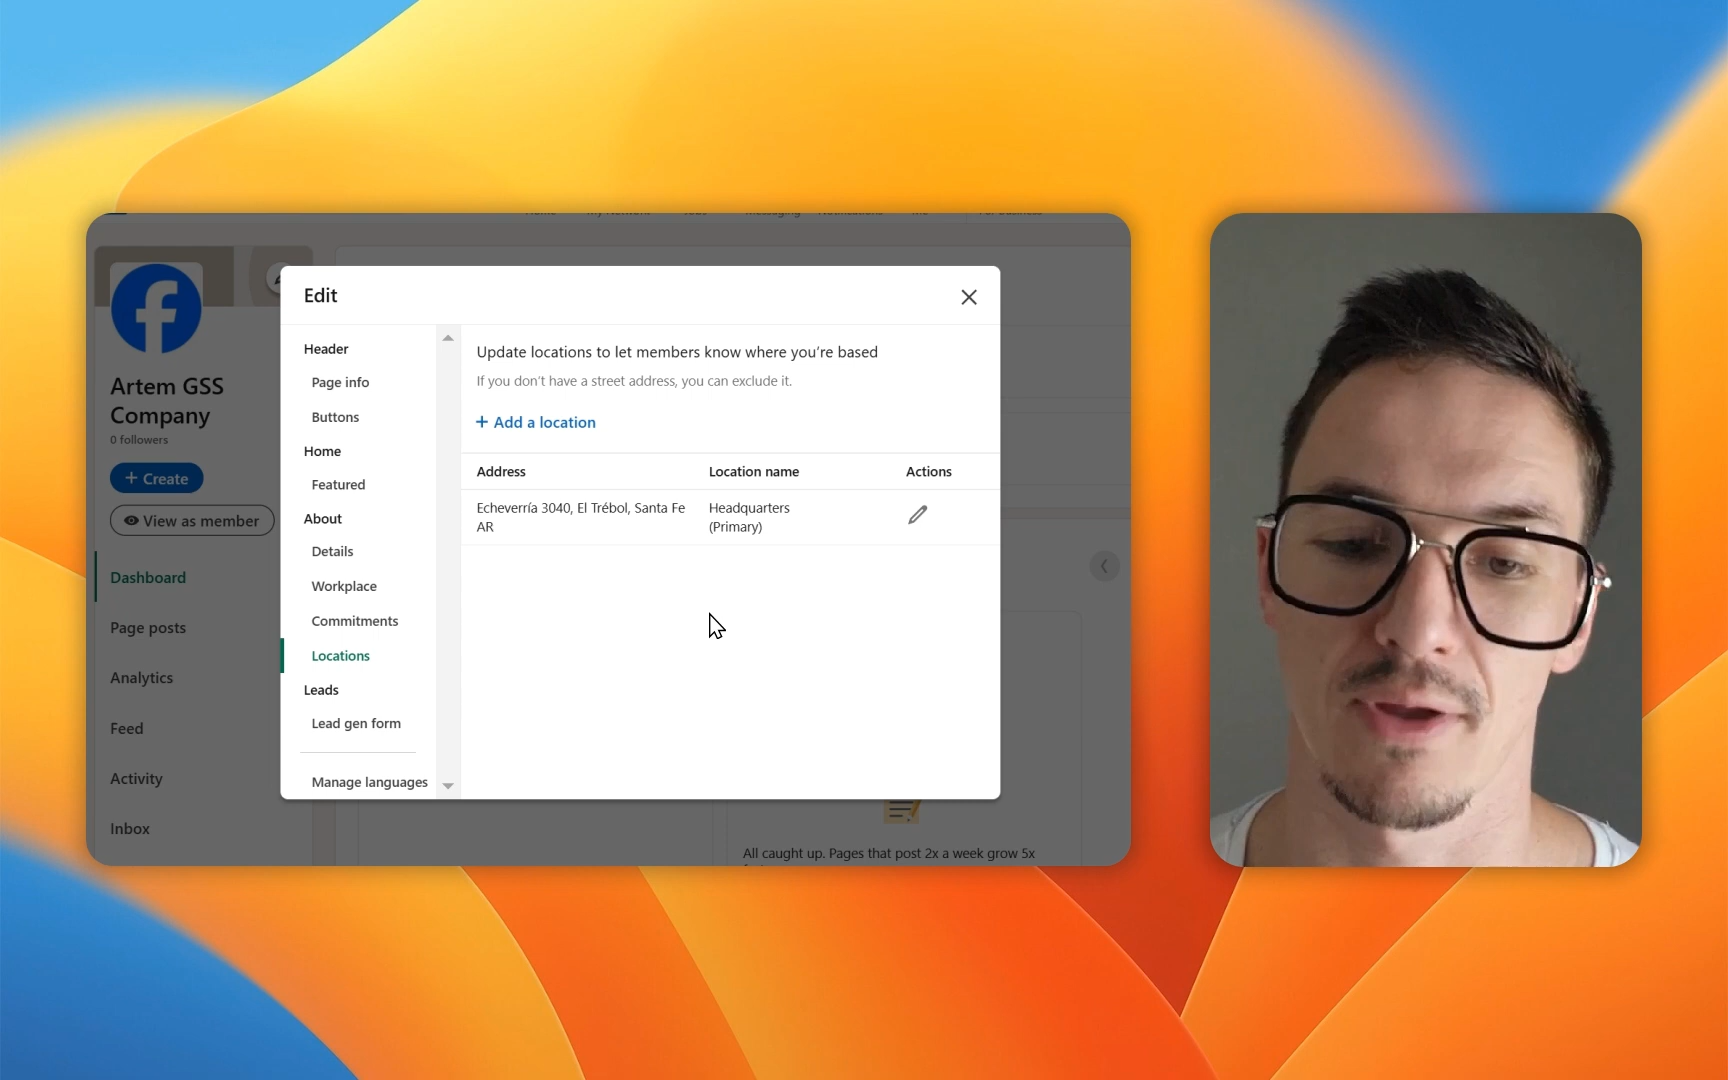 Artem GSS
Company
0 followers
+ Create
View as member
Dashboard
Page posts
Analytics
Feed
Activity
Inbox
Edit
Header
Page info
Buttons
Home
Featured
About
Details
Workplace
Commitments
Locations
Leads
Lead gen form
Manage languages
Update locations to let members know where you're based
If you don't have a street address, you can exclude it.
+ Add a location
Address Location name Actions
Echeverría 3040, El Trébol, Santa Fe
AR
Headquarters
(Primary)
All caught up. Pages that post 2x a week grow 5x